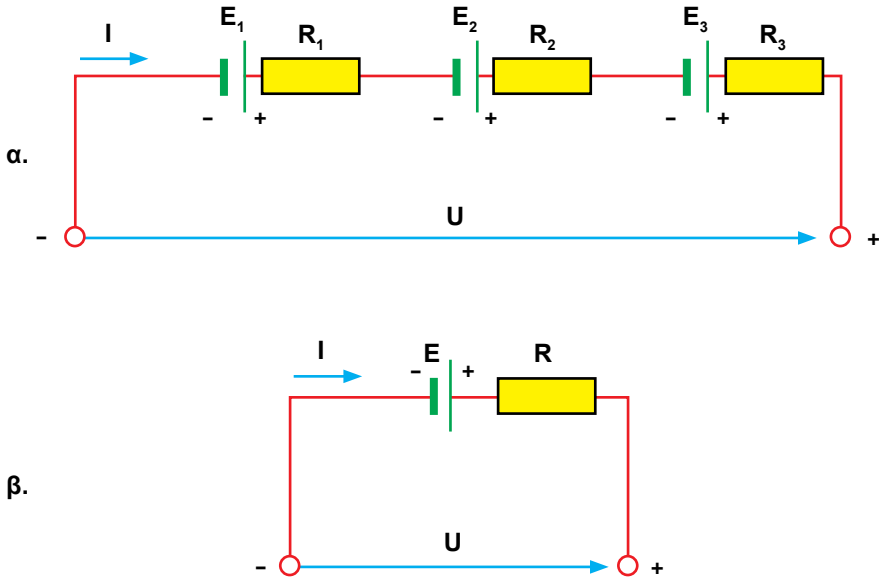 I E₁ R₁ E₂ R₂ E₃ R₃
- + - + - +
α.
U
- +
I E R
- +
β.
U
- +